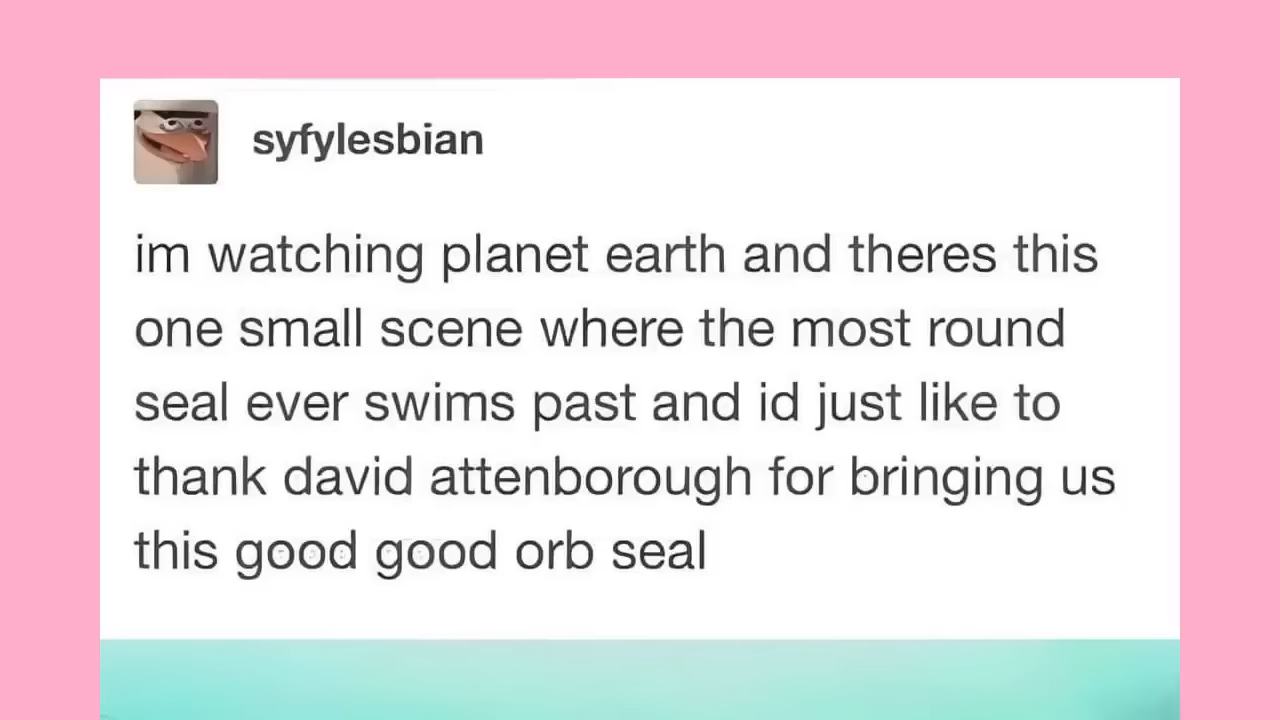 syfylesbian
im watching planet earth and theres this
one small scene where the most round
seal ever swims past and id just like to
thank david attenborough for bringing us
this good good orb seal